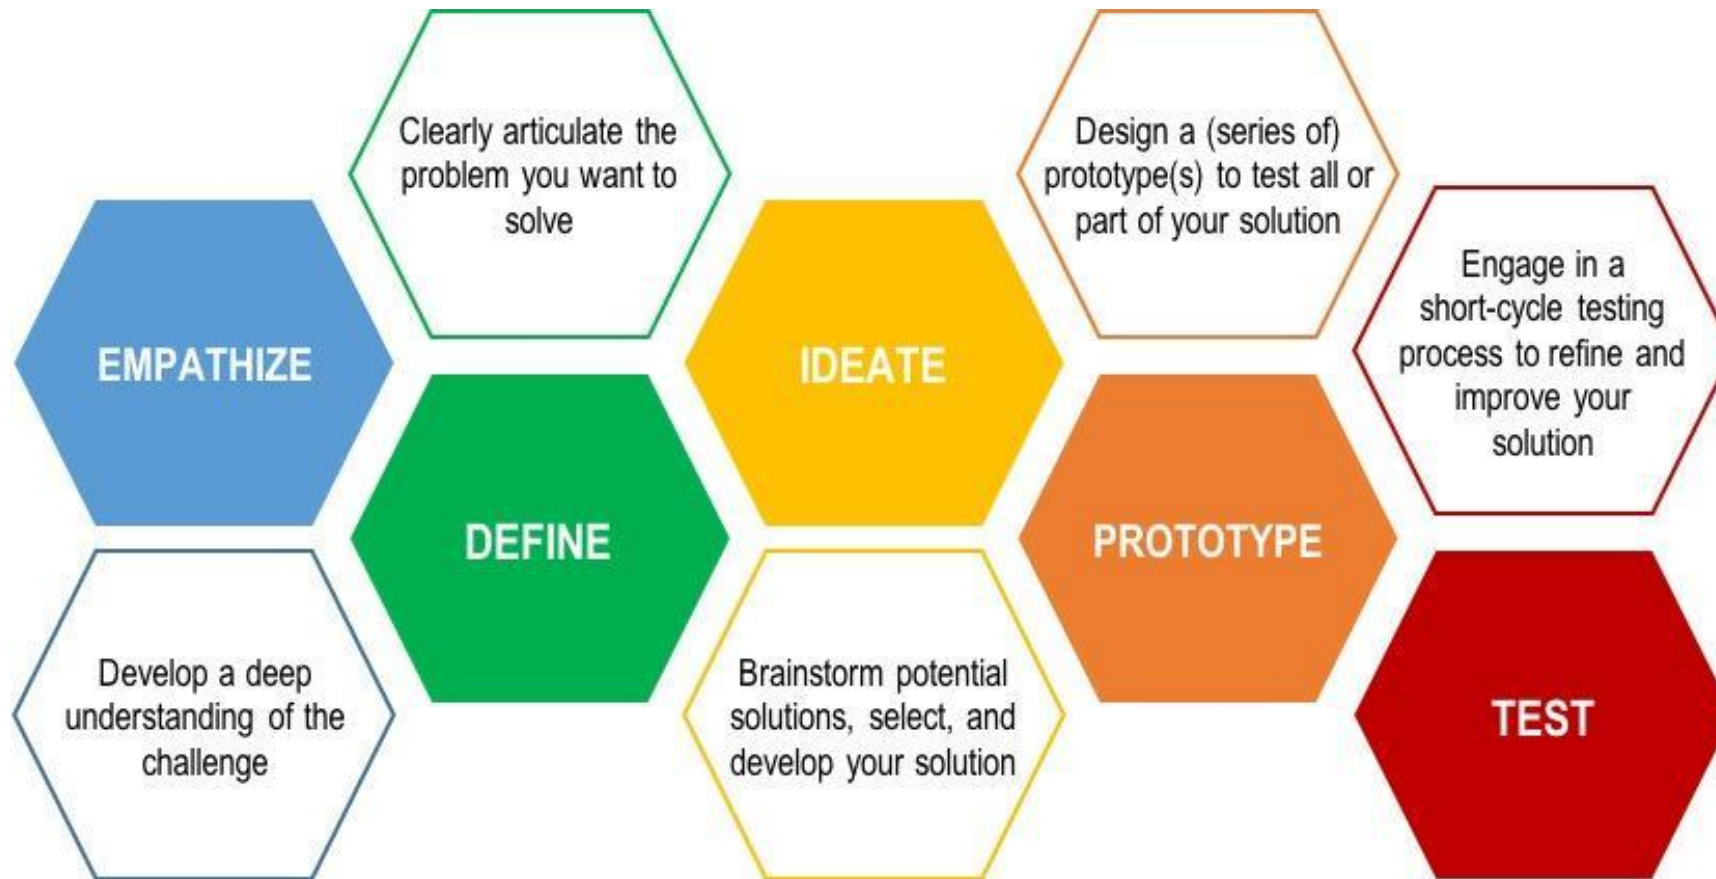 EMPATHIZE
Develop a deep
understanding of the
challenge
Clearly articulate the
problem you want to
solve
DEFINE
IDEATE
Brainstorm potential
solutions, select, and
develop your solution
Design a (series of)
prototype(s) to test all or
part of your solution
PROTOTYPE
Engage in a
short-cycle testing
process to refine and
improve your
solution
TEST